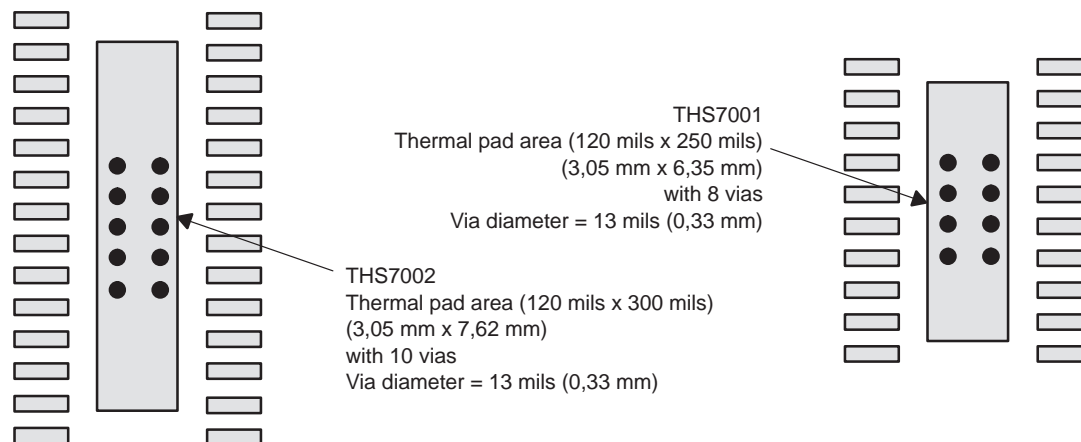 THS7001
Thermal pad area (120 mils x 250 mils)
(3,05 mm x 6,35 mm)
with 8 vias
Via diameter = 13 mils (0,33 mm)
THS7002
Thermal pad area (120 mils x 300 mils)
(3,05 mm x 7,62 mm)
with 10 vias
Via diameter = 13 mils (0,33 mm)